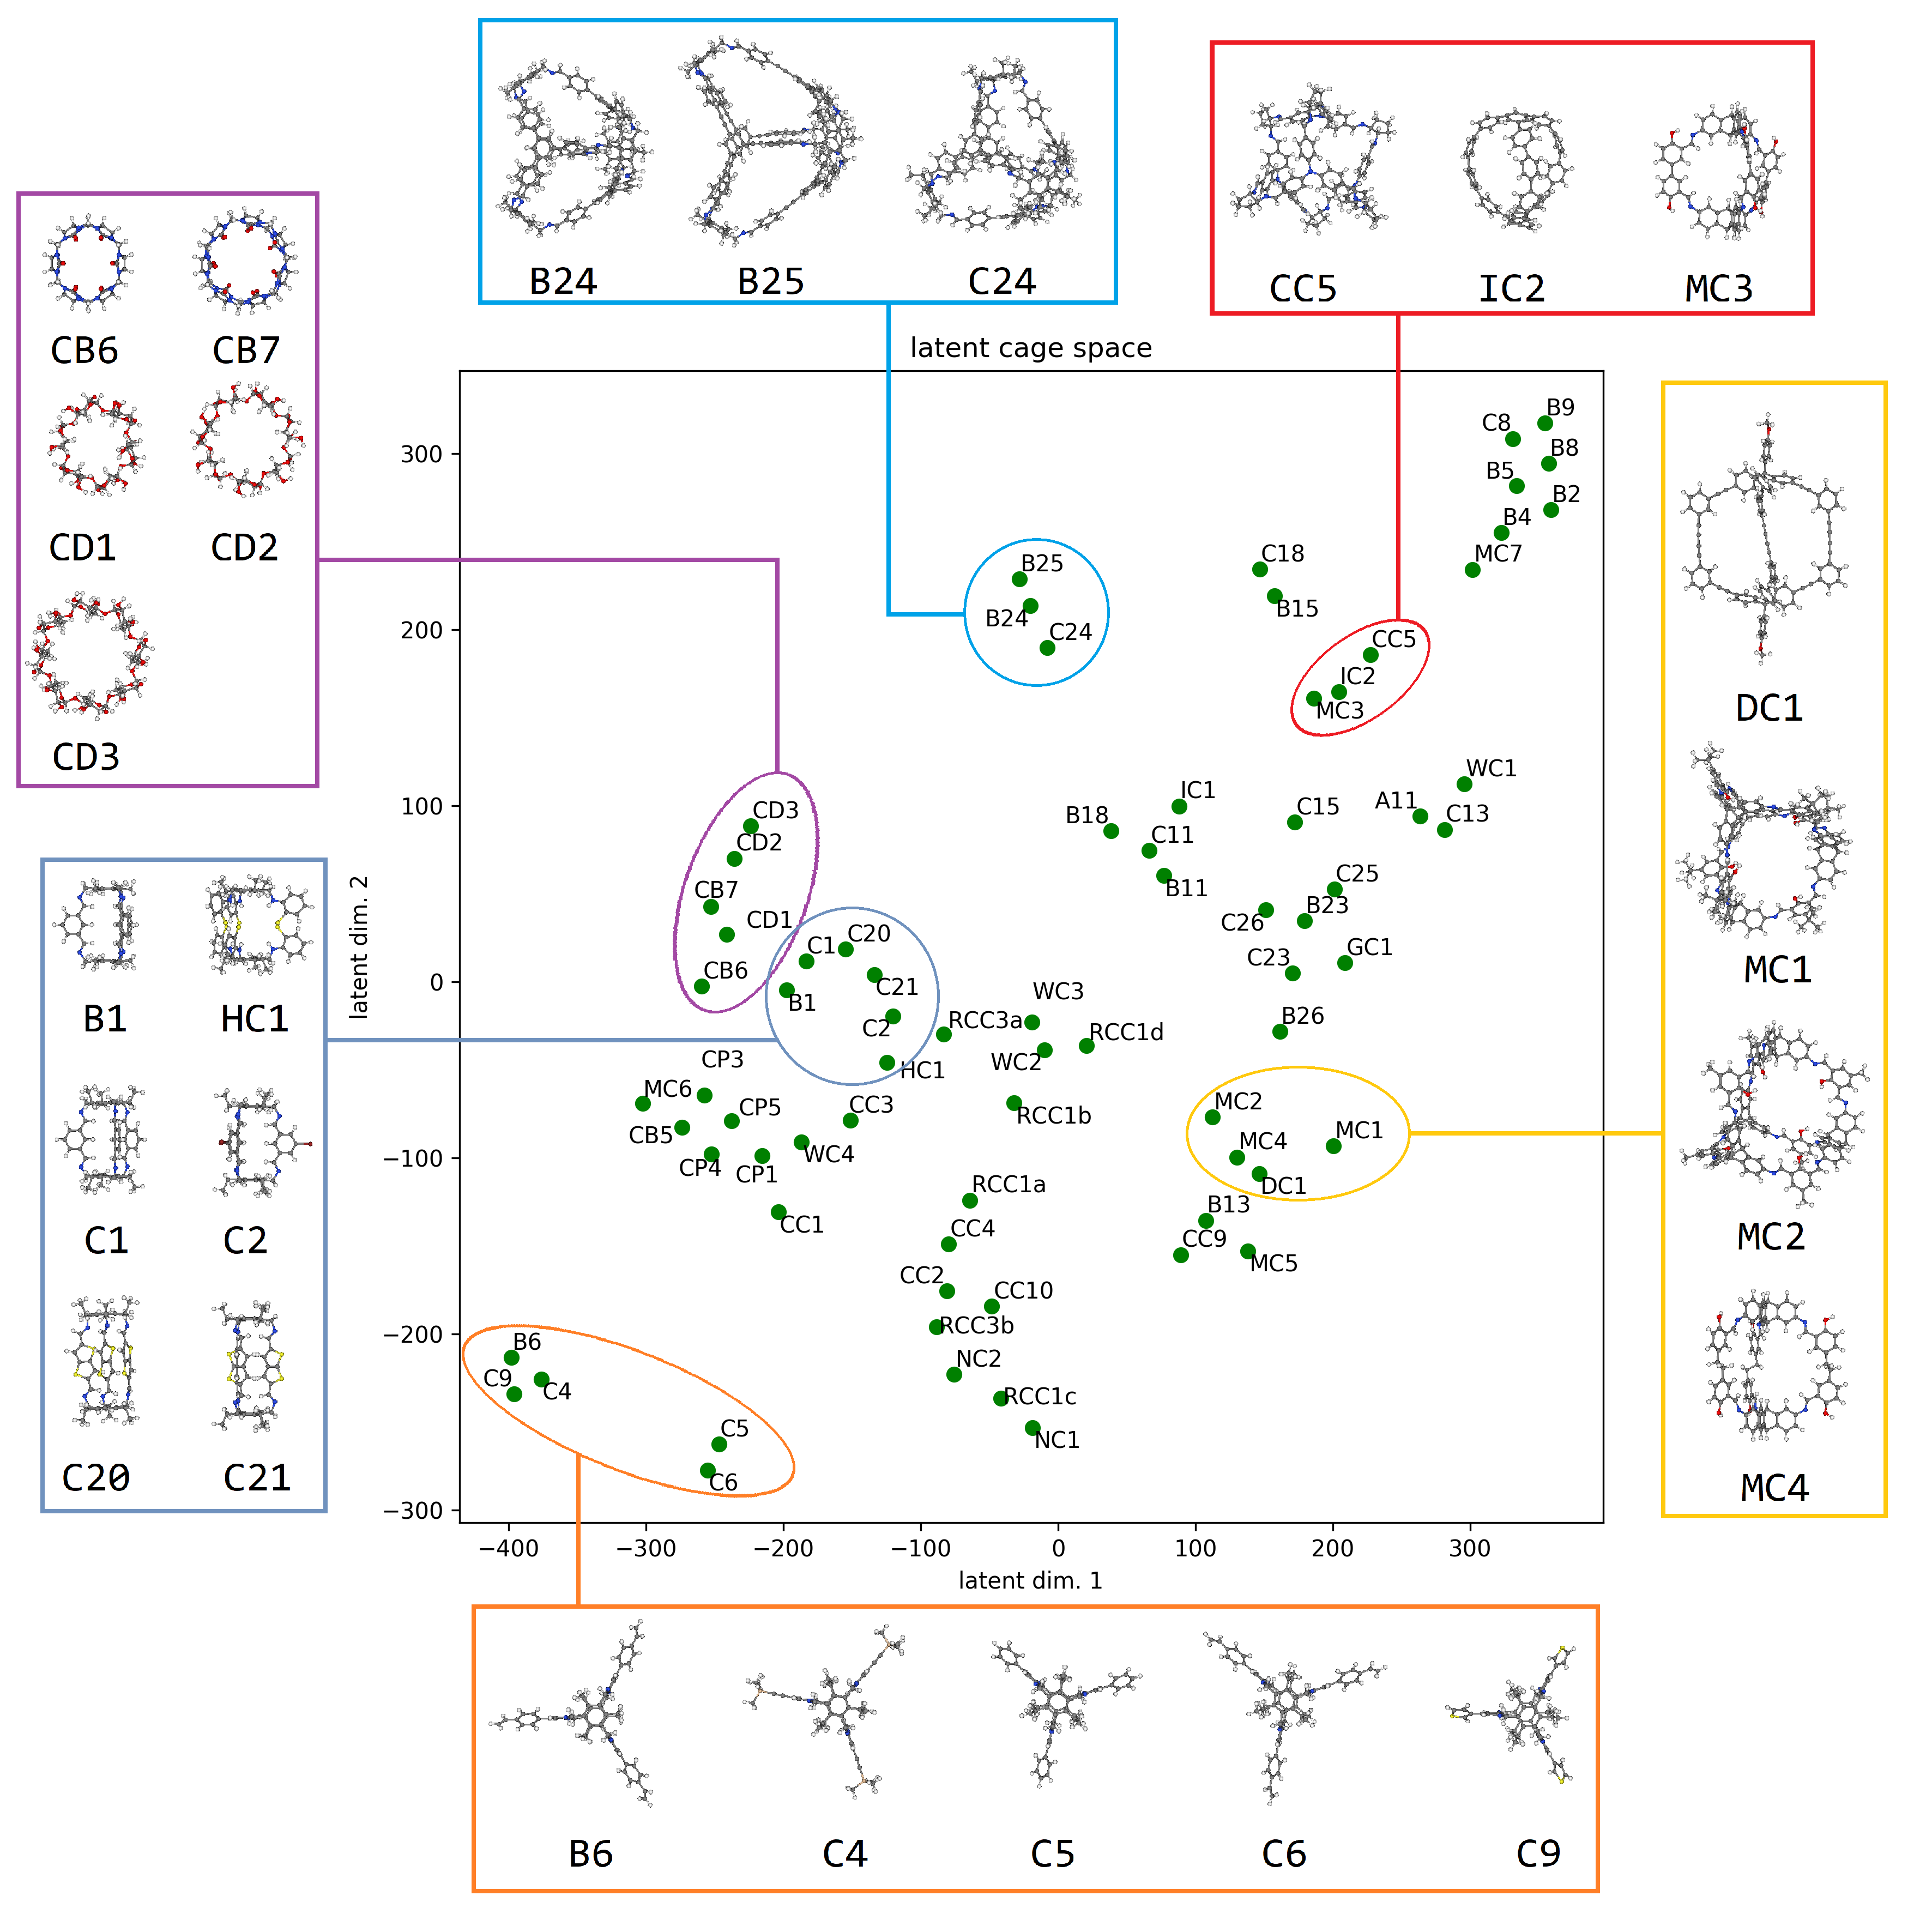 B24 B25 C24
CC5 IC2 MC3
CB6 CB7
CD1 CD2
CD3
latent cage space
B9
C8
B8
B5
B2
B4
MC7
C18
B15
B25
B24
C24
CC5
IC2
MC3
WC1
A11
C13
C15
IC1
B18
C11
B11
C25
C26
B23
C23
GC1
B26
CD3
CD2
CB7
CD1
CB6
C1
C20
B1
C21
C2
HC1
RCC3a
WC3
WC2
RCC1d
RCC1b
CP3
MC6
CP5
CB5
CP4
CP1
WC4
CC3
CC1
MC2
MC4
MC1
DC1
B13
CC9
MC5
RCC1a
CC4
CC2
CC10
RCC3b
NC2
RCC1c
NC1
B6
C9
C4
C5
C6
300
200
100
0
−100
−200
−300
latent dim. 2
−400 −300 −200 −100 0 100 200 300
latent dim. 1
B1 HC1
C1 C2
C20 C21
DC1
MC1
MC2
MC4
B6 C4 C5 C6 C9